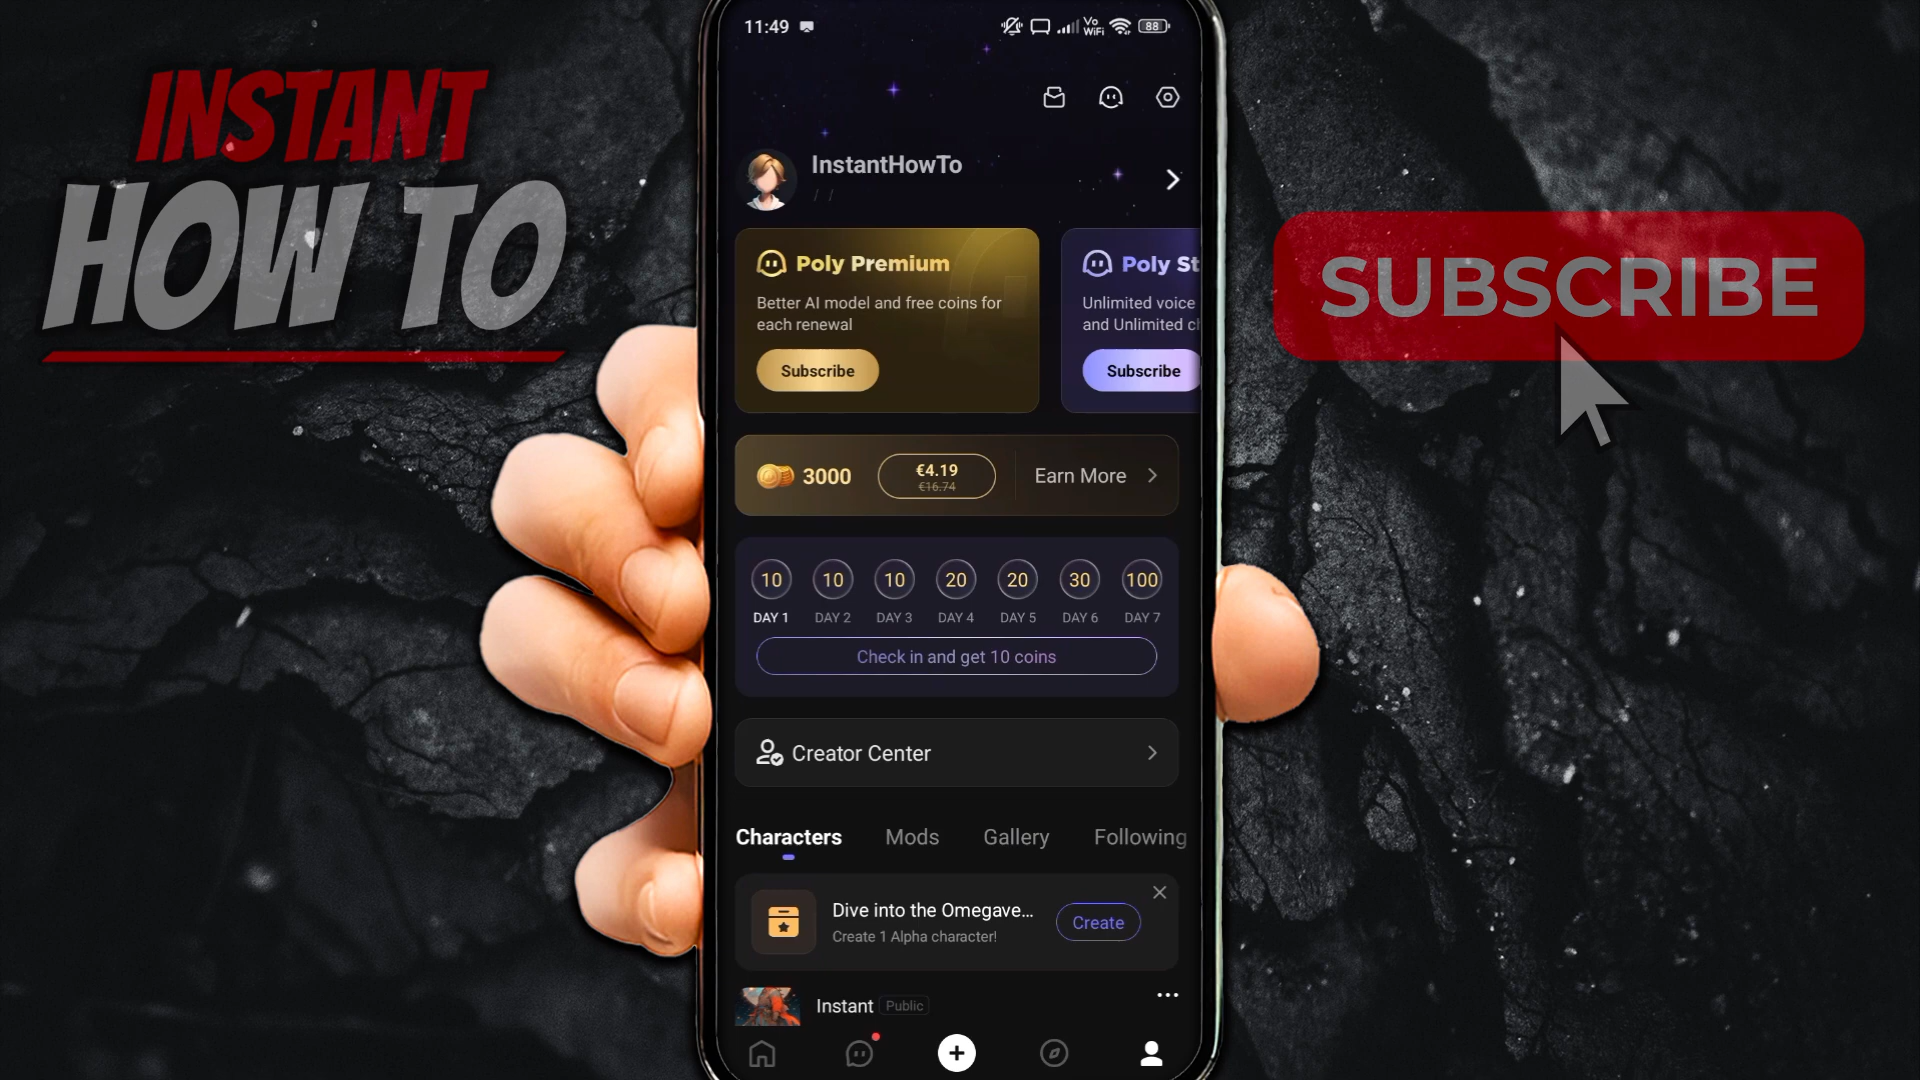 INSTANT
HOW TO
SUBSCRIBE
11:49
Vo
WiFi
88
InstantHowTo
/ /
Poly Premium
Better AI model and free coins for
each renewal
Subscribe
Poly St
Unlimited voice
and Unlimited ch
Subscribe
3000
€4.19
€16.74
Earn More
10 10 10 20 20 30 100
DAY 1 DAY 2 DAY 3 DAY 4 DAY 5 DAY 6 DAY 7
Check in and get 10 coins
Creator Center
Characters Mods Gallery Following
Dive into the Omegave...
Create 1 Alpha character!
Create
Instant Public